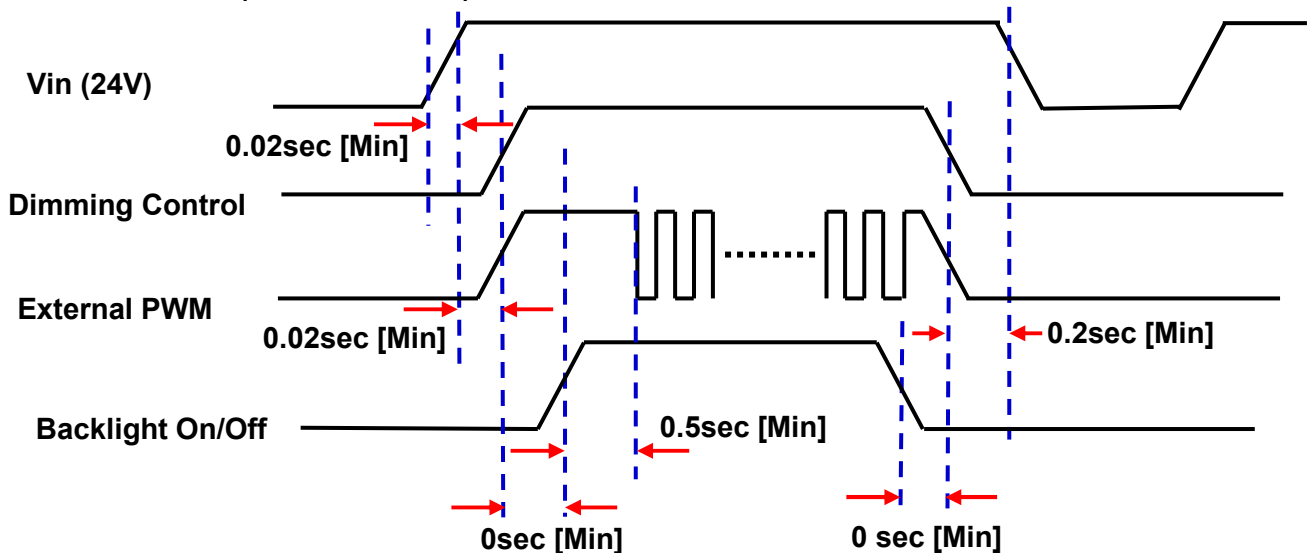 Vin (24V)
0.02sec [Min]
Dimming Control
External PWM
0.02sec [Min]
0.2sec [Min]
Backlight On/Off
0.5sec [Min]
0sec [Min]
0 sec [Min]